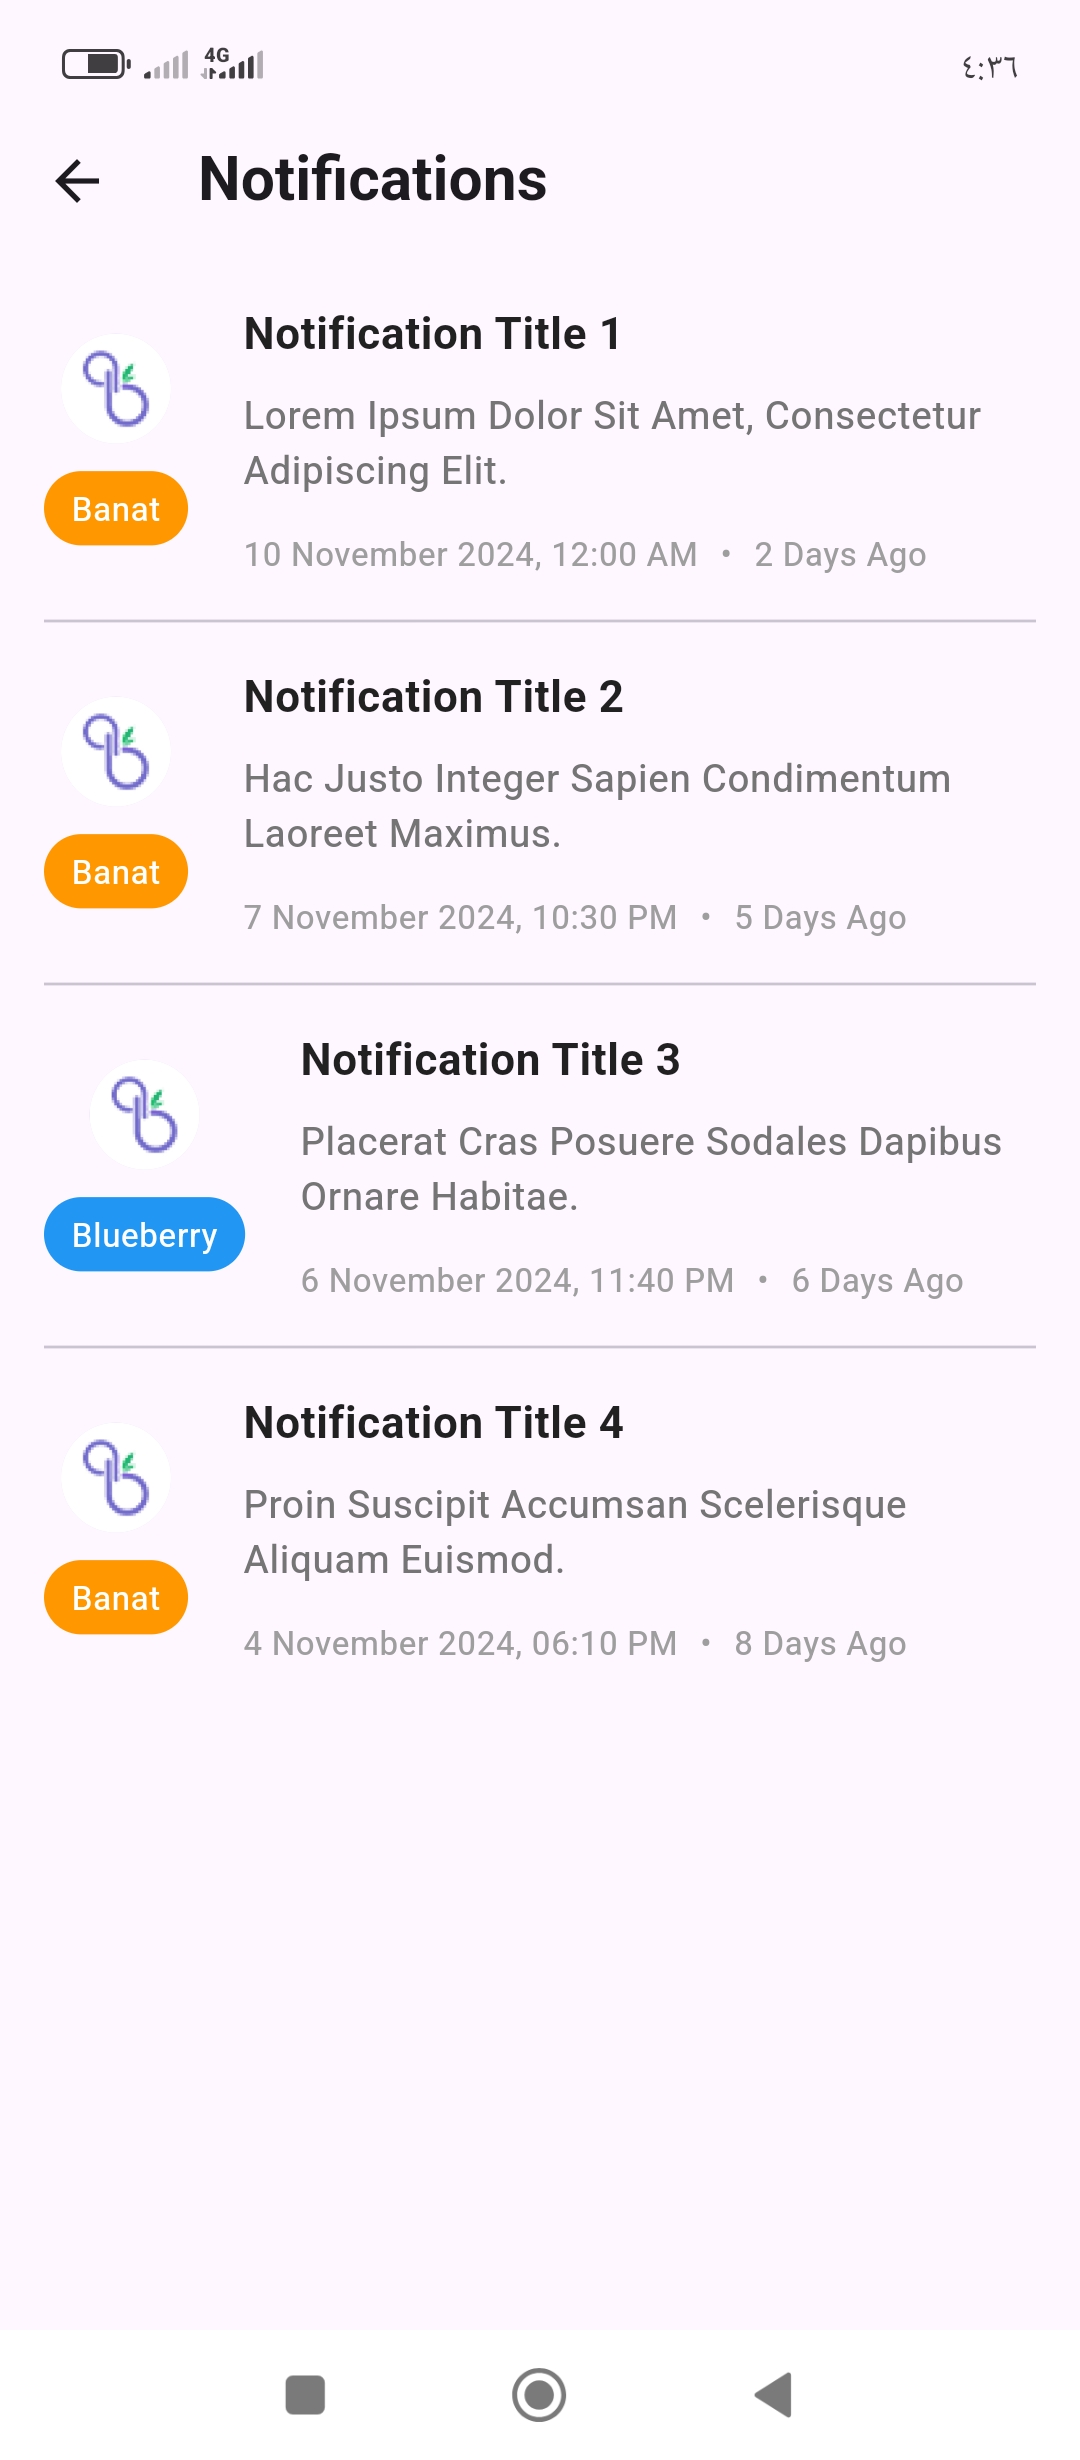 4G
٤:٣٦
Notifications
Notification Title 1
Lorem Ipsum Dolor Sit Amet, Consectetur
Adipiscing Elit.
Banat
10 November 2024, 12:00 AM • 2 Days Ago
Notification Title 2
Hac Justo Integer Sapien Condimentum
Laoreet Maximus.
Banat
7 November 2024, 10:30 PM • 5 Days Ago
Notification Title 3
Placerat Cras Posuere Sodales Dapibus
Ornare Habitae.
Blueberry
6 November 2024, 11:40 PM • 6 Days Ago
Notification Title 4
Proin Suscipit Accumsan Scelerisque
Aliquam Euismod.
Banat
4 November 2024, 06:10 PM • 8 Days Ago